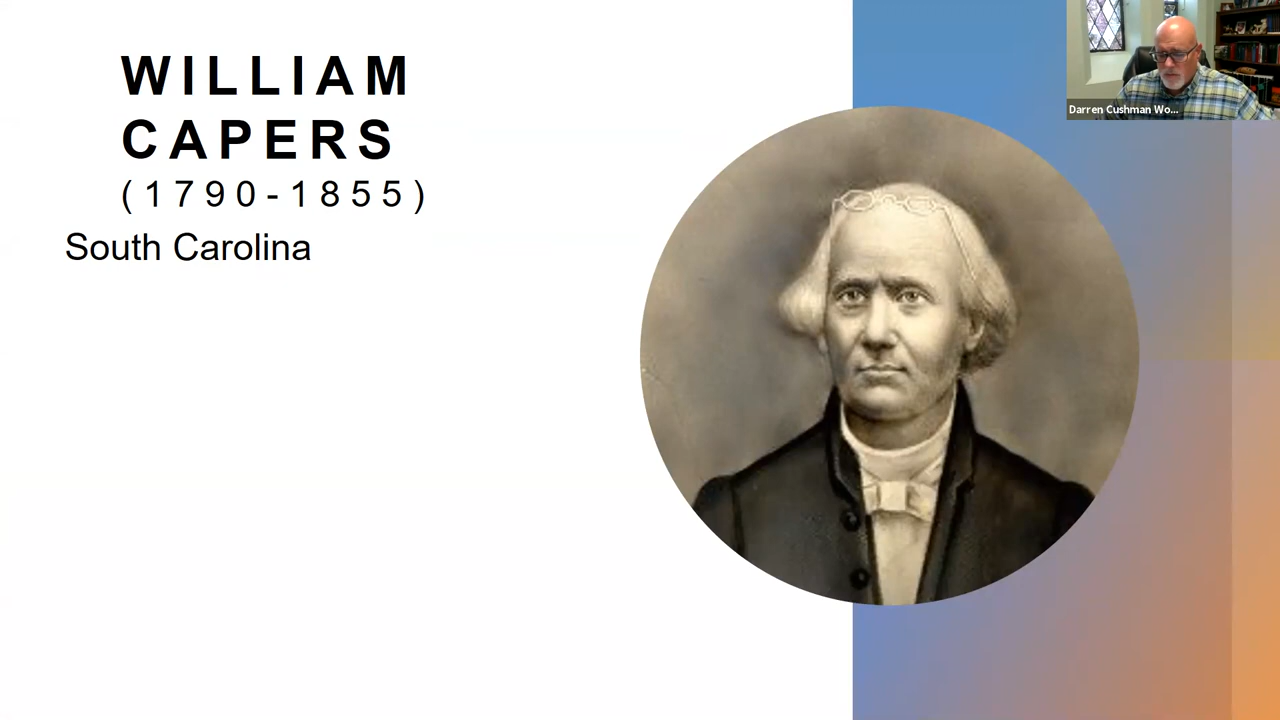 WILLIAM
CAPERS
(1790-1855)
South Carolina
Darren Cushman Wo...